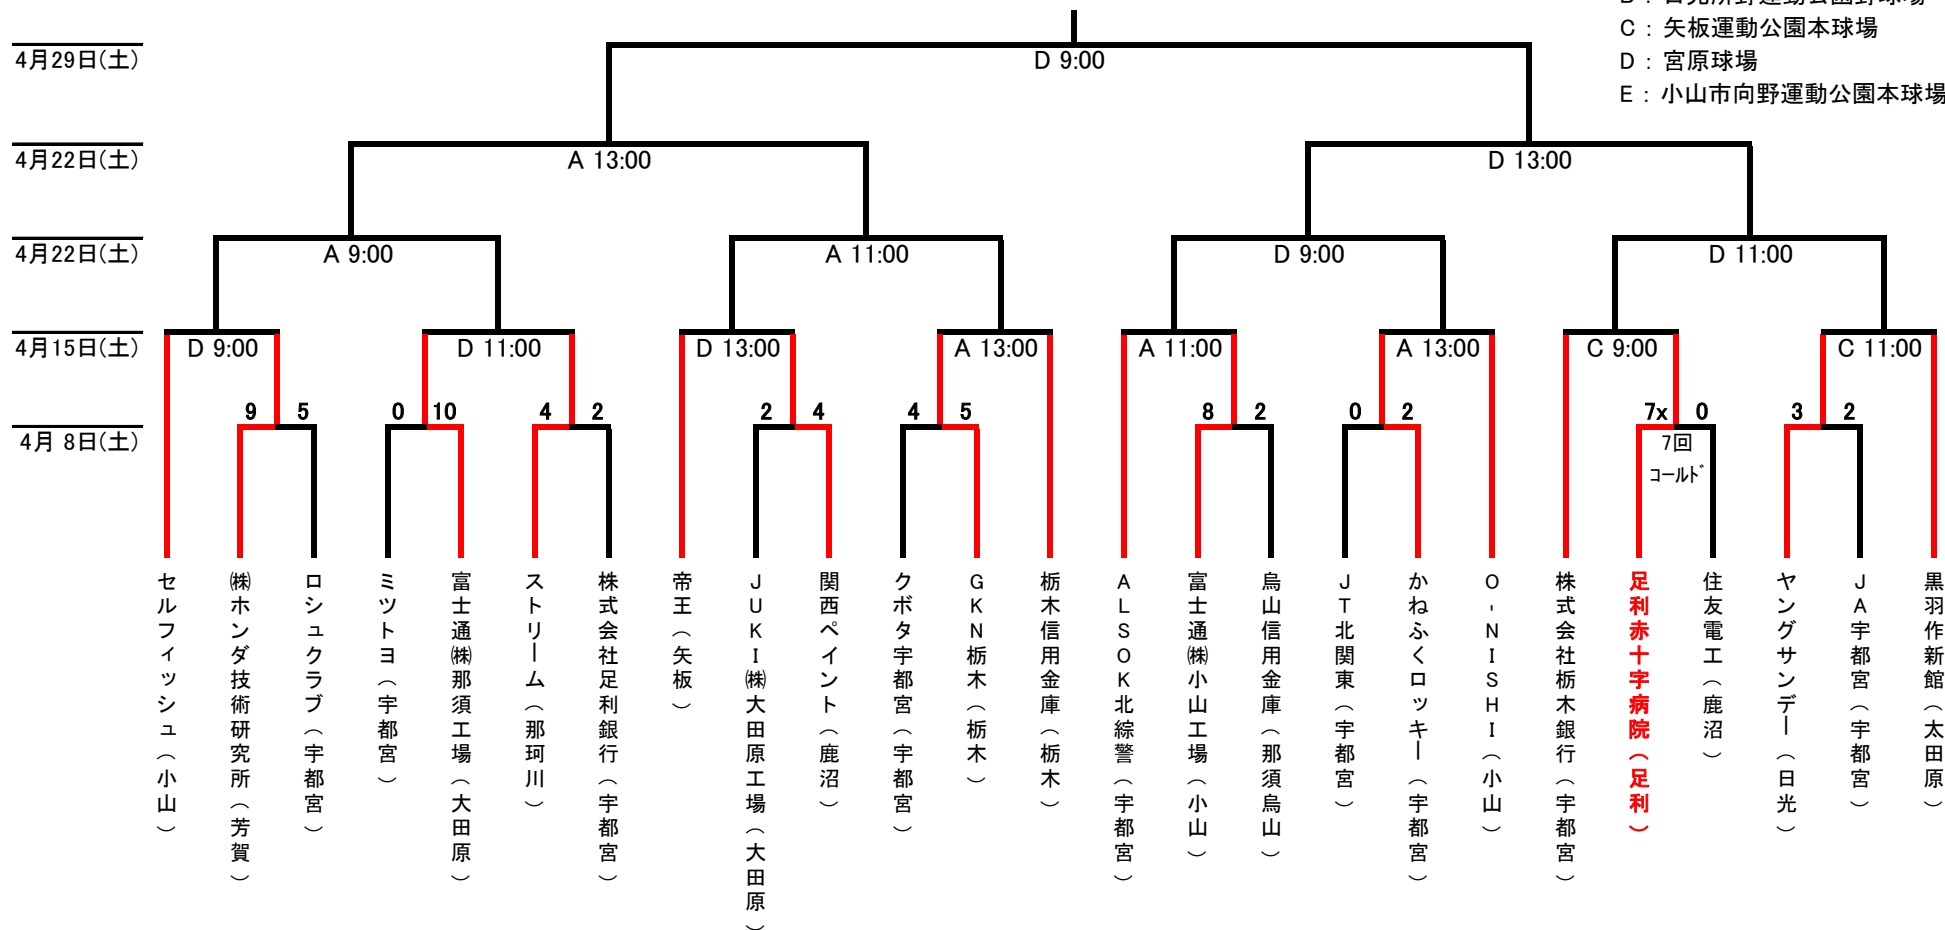 C : 矢板運動公園本球場
D : 宮原球場
E : 小山市向野運動公園本球場
4月29日(土)
D 9:00
4月22日(土)
A 13:00
D 13:00
4月22日(土)
A 9:00
A 11:00
D 9:00
D 11:00
4月15日(土)
D 9:00
D 11:00
D 13:00
A 13:00
A 11:00
A 13:00
C 9:00
C 11:00
9 5
0 10
4 2
2 4
4 5
8 2
0 2
7x 0
3 2
4月 8日(土)
7回
コールド
セルフィッシュ(小山)
㈱ホンダ技術研究所(芳賀)
ロシュクラブ(宇都宮)
ミツトヨ(宇都宮)
富士通㈱那須工場(大田原)
ストリーム(那珂川)
株式会社足利銀行(宇都宮)
帝王(矢板)
JUKI㈱大田原工場(大田原)
関西ペイント(鹿沼)
クボタ宇都宮(宇都宮)
GKN栃木(栃木)
栃木信用金庫(栃木)
ALSOK北綜警(宇都宮)
富士通㈱小山工場(小山)
烏山信用金庫(那須烏山)
JT北関東(宇都宮)
かねふくロッキー(宇都宮)
O-NISHI(小山)
株式会社栃木銀行(宇都宮)
足利赤十字病院(足利)
住友電工(鹿沼)
ヤングサンデー(日光)
JA宇都宮(宇都宮)
黒羽作新館(太田原)